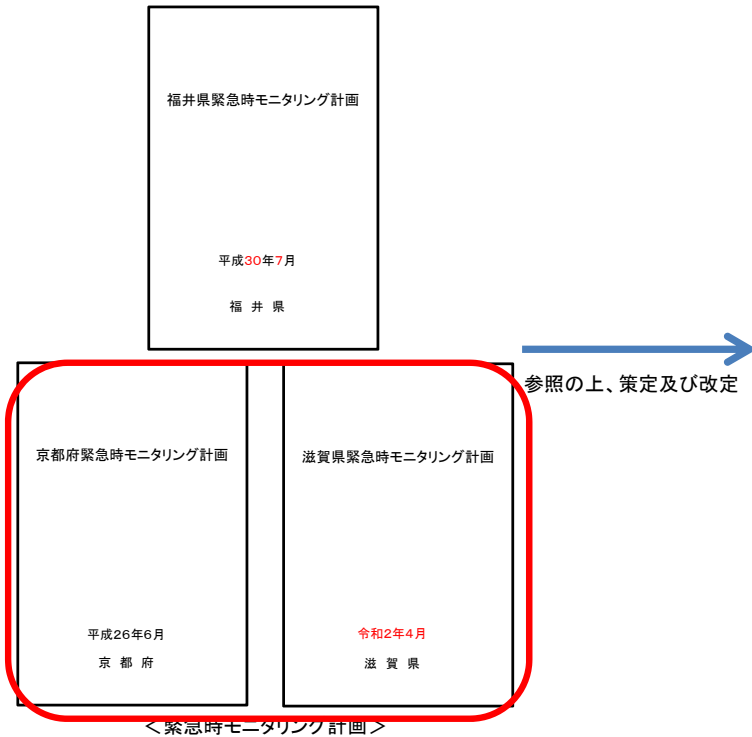 福井県緊急時モニタリング計画
平成30年7月
福 井 県
参照の上、策定及び改定
京都府緊急時モニタリング計画
平成26年6月
京 都 府
滋賀県緊急時モニタリング計画
令和2年4月
滋 賀 県
＜緊急時モニタリング計画＞